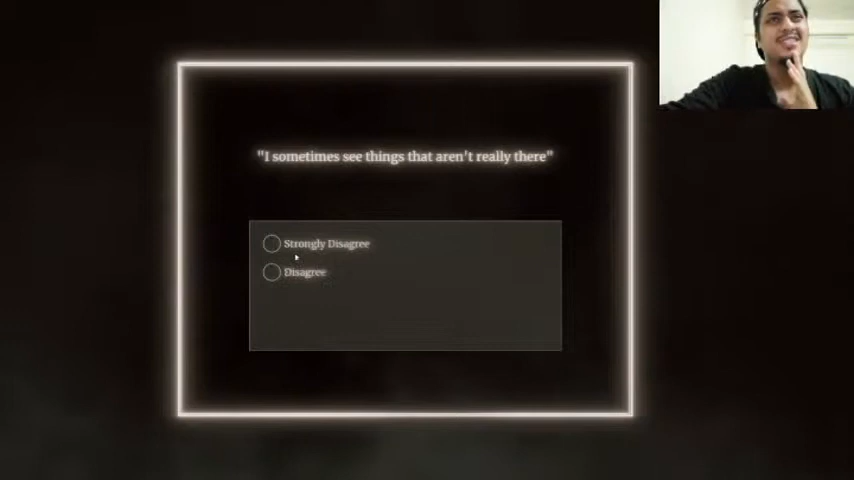 "I sometimes see things that aren't really there"
Strongly Disagree
Disagree